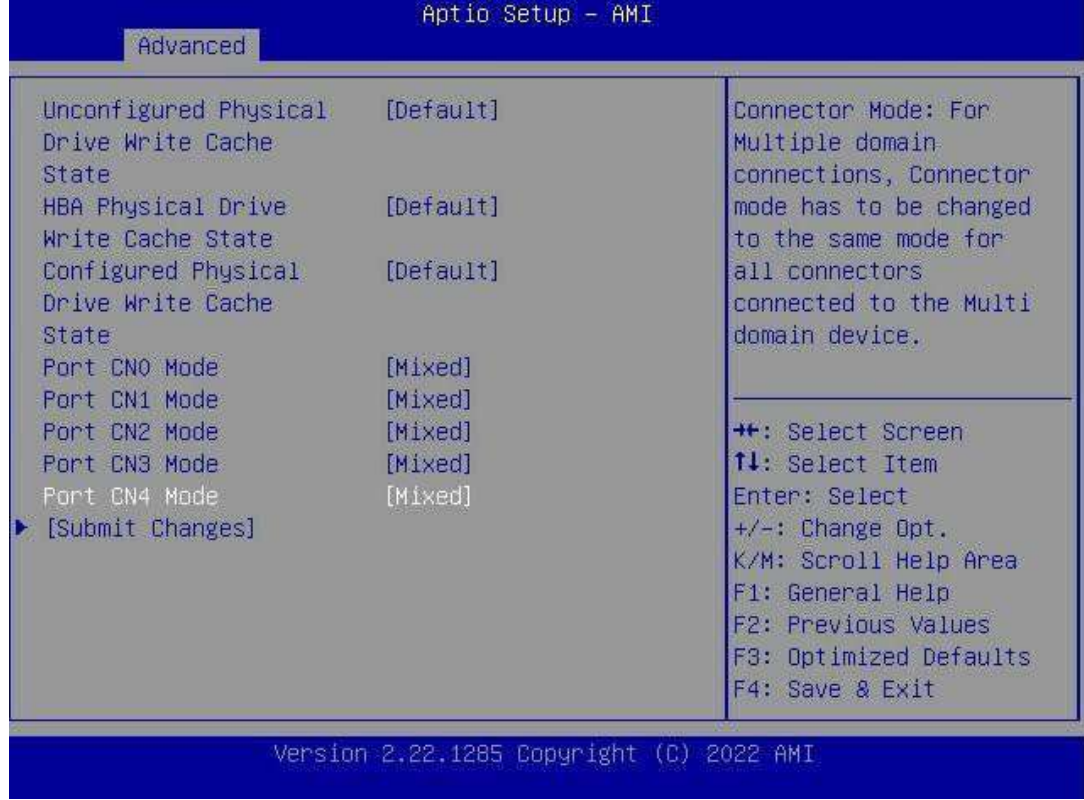 Aptio Setup – AMI
Advanced
Unconfigured Physical [Default]
Drive Write Cache
State
HBA Physical Drive [Default]
Write Cache State
Configured Physical [Default]
Drive Write Cache
State
Port CN0 Mode [Mixed]
Port CN1 Mode [Mixed]
Port CN2 Mode [Mixed]
Port CN3 Mode [Mixed]
Port CN4 Mode [Mixed]
[Submit Changes]
Connector Mode: For
Multiple domain
connections, Connector
mode has to be changed
to the same mode for
all connectors
connected to the Multi
domain device.
→←: Select Screen
↑↓: Select Item
Enter: Select
+/-: Change Opt.
K/M: Scroll Help Area
F1: General Help
F2: Previous Values
F3: Optimized Defaults
F4: Save & Exit
Version 2.22.1285 Copyright (C) 2022 AMI